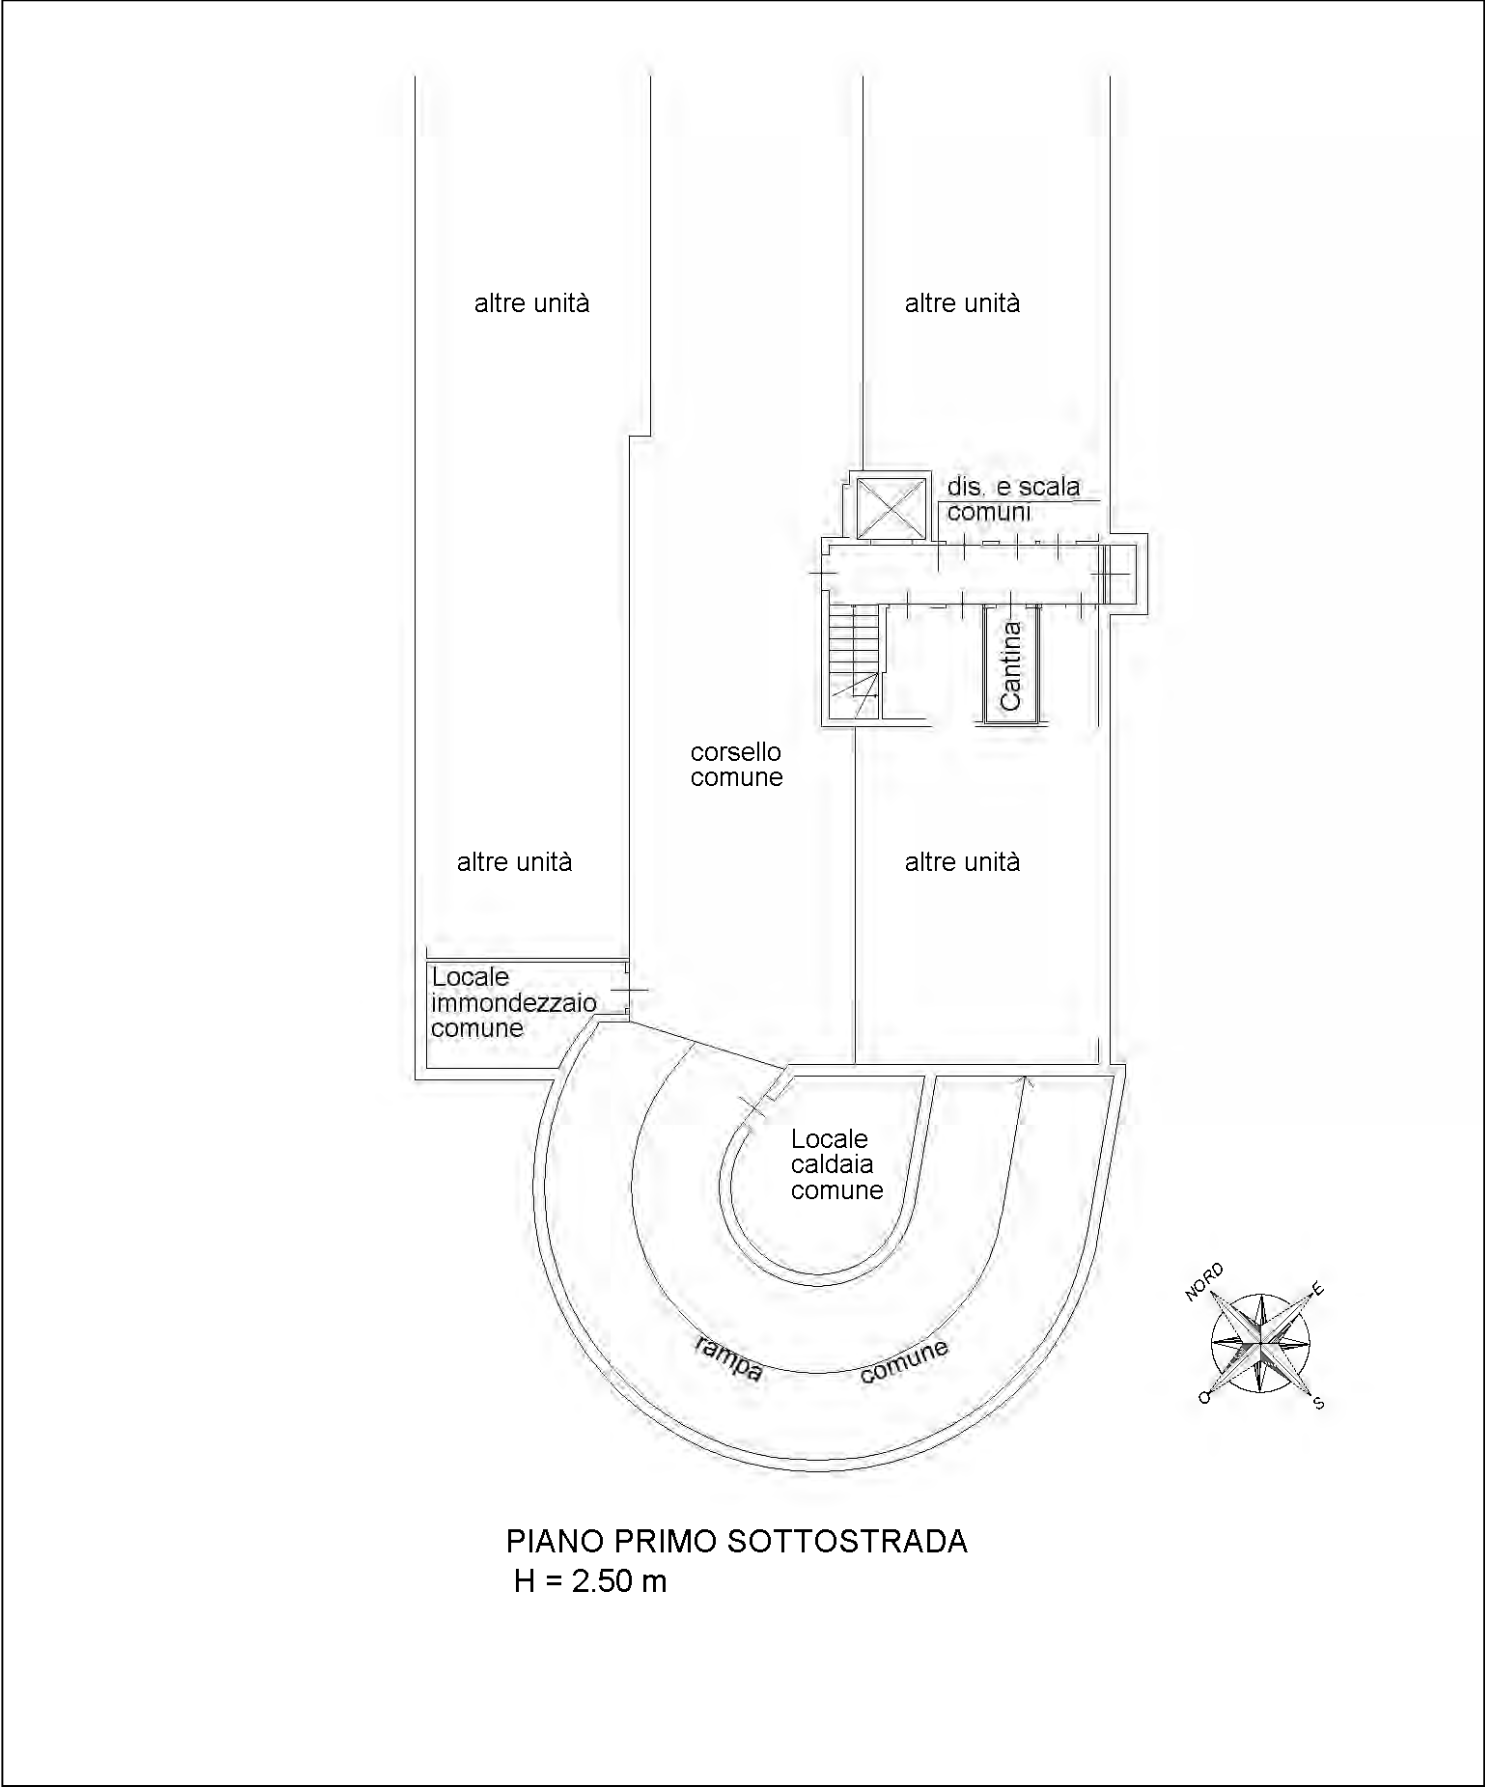 altre unità
altre unità
dis. e scala
comuni
Cantina
corsello
comune
altre unità
altre unità
Locale
immondezzaio
comune
Locale
caldaia
comune
rampa comune
NORD
E
O
S
PIANO PRIMO SOTTOSTRADA
H = 2.50 m